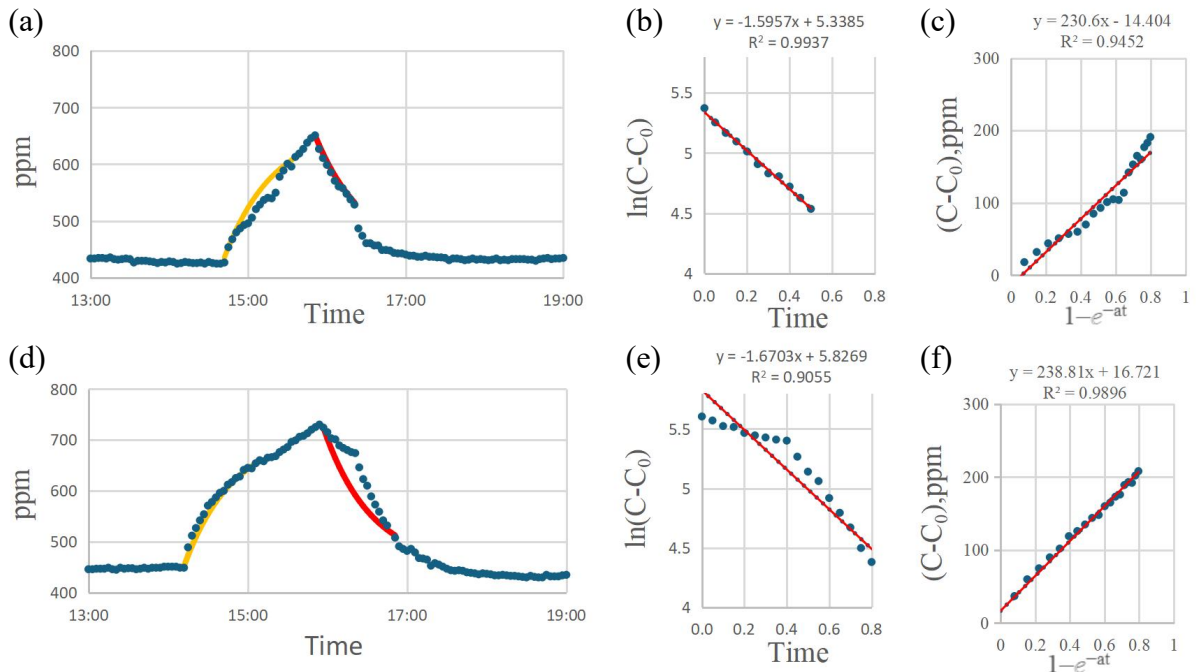 (a)
800
700
600
500
400
ppm
13:00
15:00
17:00
19:00
Time
(b)
y = -1.5957x + 5.3385
R² = 0.9937
5.5
5
4.5
4
ln(C-C₀)
0.0
0.2
0.4
0.6
0.8
Time
(c)
y = 230.6x - 14.404
R² = 0.9452
300
200
100
0
(C-C₀),ppm
0
0.2
0.4
0.6
0.8
1
1−e⁻ᵃᵗ
(d)
800
700
600
500
400
ppm
13:00
15:00
17:00
19:00
Time
(e)
y = -1.6703x + 5.8269
R² = 0.9055
5.5
5
4.5
4
ln(C-C₀)
0.0
0.2
0.4
0.6
0.8
Time
(f)
y = 238.81x + 16.721
R² = 0.9896
300
200
100
0
(C-C₀),ppm
0
0.2
0.4
0.6
0.8
1
1−e⁻ᵃᵗ